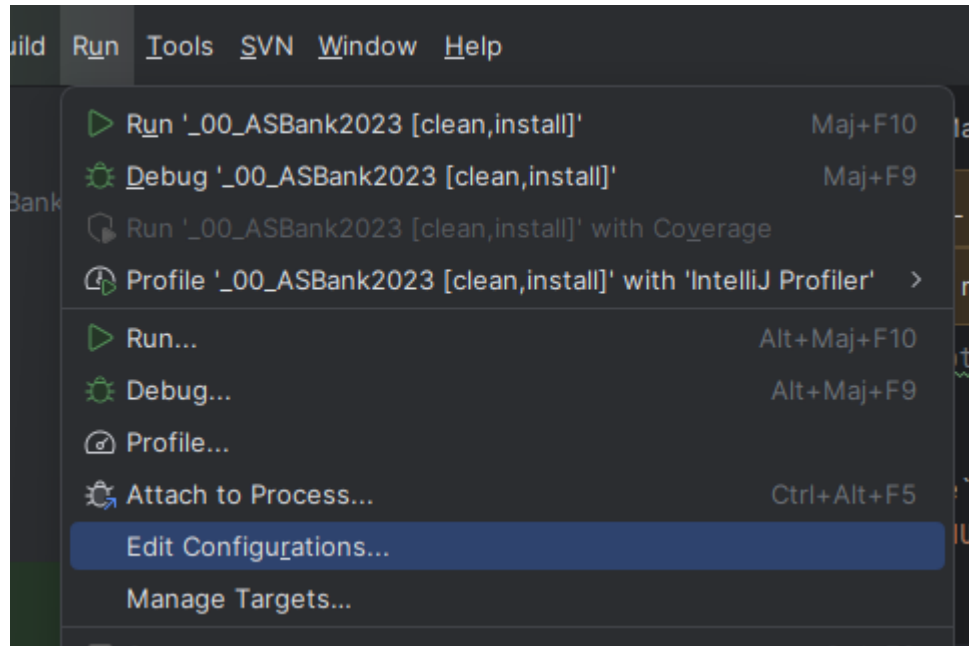 Run Tools SVN Window Help
Run '_00_ASBank2023 [clean,install]' Maj+F10
Debug '_00_ASBank2023 [clean,install]' Maj+F9
Bank
Run '_00_ASBank2023 [clean,install]' with Coverage
Profile '_00_ASBank2023 [clean,install]' with 'IntelliJ Profiler' >
Run... Alt+Maj+F10
Debug... Alt+Maj+F9
Profile...
Attach to Process... Ctrl+Alt+F5
Edit Configurations...
Manage Targets...